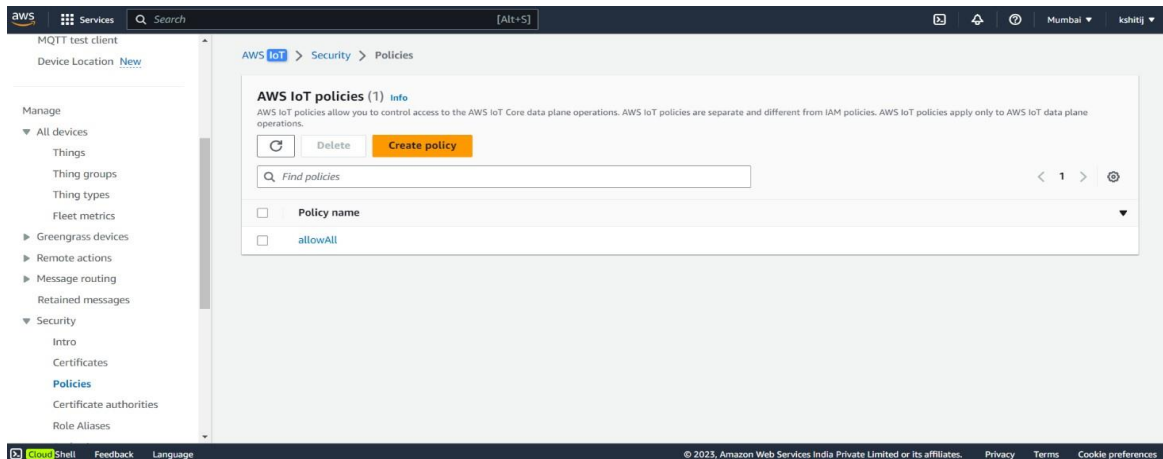 aws Services Search [Alt+S] Mumbai kshitij
MQTT test client
Device Location New
Manage
All devices
Things
Thing groups
Thing types
Fleet metrics
Greengrass devices
Remote actions
Message routing
Retained messages
Security
Intro
Certificates
Policies
Certificate authorities
Role Aliases
AWS IoT > Security > Policies
AWS IoT policies (1) Info
AWS IoT policies allow you to control access to the AWS IoT Core data plane operations. AWS IoT policies are separate and different from IAM policies. AWS IoT policies apply only to AWS IoT data plane
operations.
Delete Create policy
Find policies
< 1 >
Policy name
allowAll
CloudShell Feedback Language © 2023, Amazon Web Services India Private Limited or its affiliates. Privacy Terms Cookie preferences